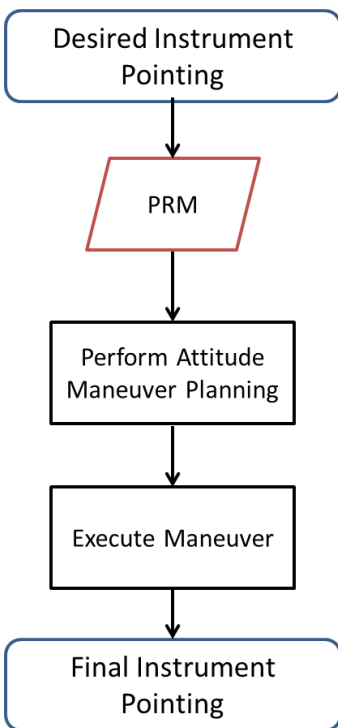 Desired Instrument
Pointing
PRM
Perform Attitude
Maneuver Planning
Execute Maneuver
Final Instrument
Pointing